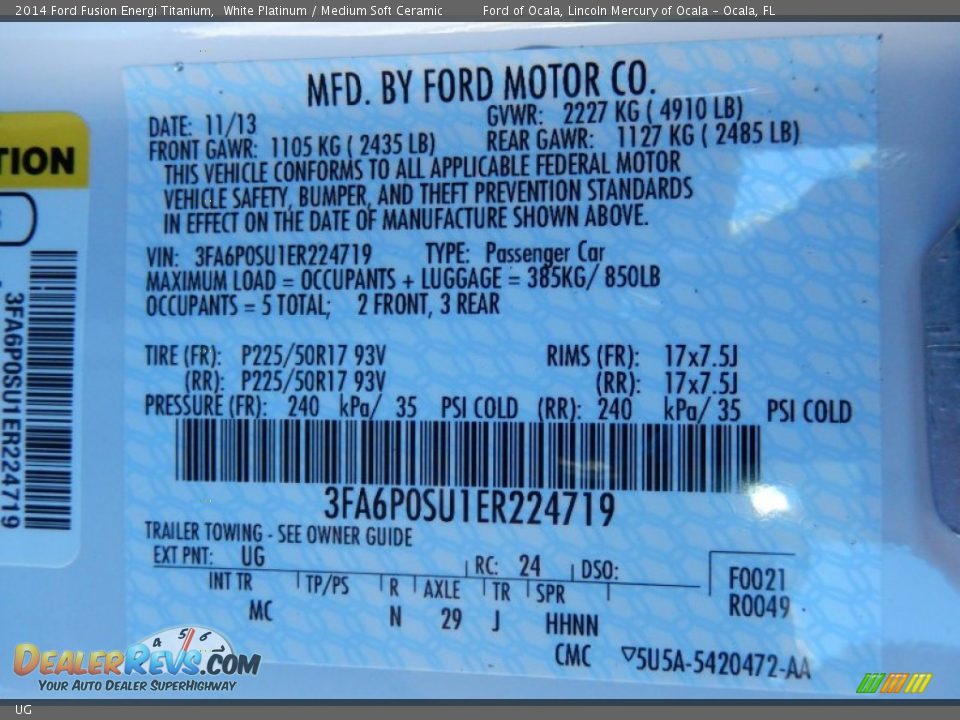 2014 Ford Fusion Energi Titanium, White Platinum / Medium Soft Ceramic Ford of Ocala, Lincoln Mercury of Ocala - Ocala, FL
MFD. BY FORD MOTOR CO.
DATE: 11/13 GVWR: 2227 KG ( 4910 LB)
FRONT GAWR: 1105 KG ( 2435 LB) REAR GAWR: 1127 KG ( 2485 LB)
THIS VEHICLE CONFORMS TO ALL APPLICABLE FEDERAL MOTOR
VEHICLE SAFETY, BUMPER, AND THEFT PREVENTION STANDARDS
IN EFFECT ON THE DATE OF MANUFACTURE SHOWN ABOVE.
VIN: 3FA6P0SU1ER224719 TYPE: Passenger Car
MAXIMUM LOAD = OCCUPANTS + LUGGAGE = 385KG/ 850LB
OCCUPANTS = 5 TOTAL; 2 FRONT, 3 REAR
TIRE (FR): P225/50R17 93V RIMS (FR): 17x7.5J
(RR): P225/50R17 93V (RR): 17x7.5J
PRESSURE (FR): 240 kPa/ 35 PSI COLD (RR): 240 kPa/ 35 PSI COLD
3FA6P0SU1ER224719
TRAILER TOWING - SEE OWNER GUIDE
EXT PNT: UG RC: 24 DSO:
INT TR TP/PS R AXLE TR SPR
MC N 29 J HHNN
F0021
R0049
CMC ▽5U5A-5420472-AA
TION
3FA6P0SU1ER224719
4 5 6
DEALERREVS.COM
YOUR AUTO DEALER SUPERHIGHWAY
UG